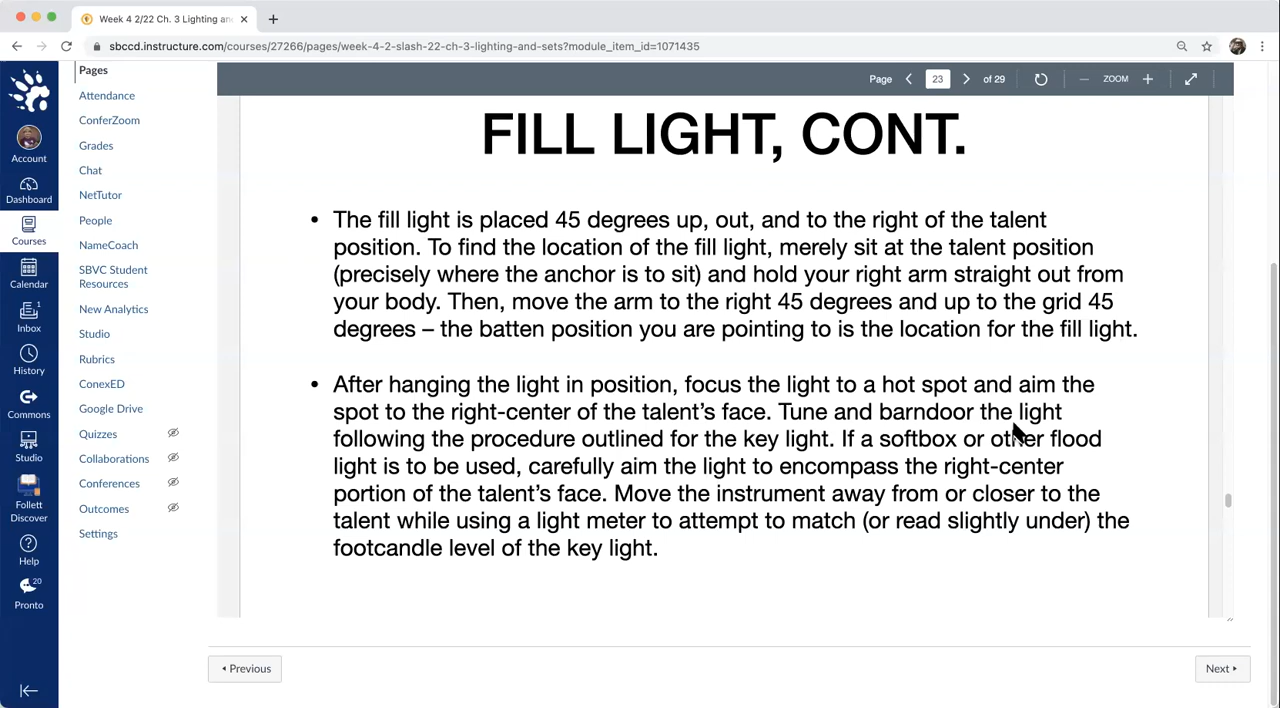 Week 4 2/22 Ch. 3 Lighting an
sbccd.instructure.com/courses/27266/pages/week-4-2-slash-22-ch-3-lighting-and-sets?module_item_id=1071435
Account
Dashboard
Courses
Calendar
1
Inbox
History
Commons
Studio
Follett
Discover
Help
20
Pronto
Pages
Attendance
ConferZoom
Grades
Chat
NetTutor
People
NameCoach
SBVC Student
Resources
New Analytics
Studio
Rubrics
ConexED
Google Drive
Quizzes
Collaborations
Conferences
Outcomes
Settings
Page 23 of 29 ZOOM
FILL LIGHT, CONT.
• The fill light is placed 45 degrees up, out, and to the right of the talent
position. To find the location of the fill light, merely sit at the talent position
(precisely where the anchor is to sit) and hold your right arm straight out from
your body. Then, move the arm to the right 45 degrees and up to the grid 45
degrees – the batten position you are pointing to is the location for the fill light.
• After hanging the light in position, focus the light to a hot spot and aim the
spot to the right-center of the talent’s face. Tune and barndoor the light
following the procedure outlined for the key light. If a softbox or other flood
light is to be used, carefully aim the light to encompass the right-center
portion of the talent’s face. Move the instrument away from or closer to the
talent while using a light meter to attempt to match (or read slightly under) the
footcandle level of the key light.
Previous
Next